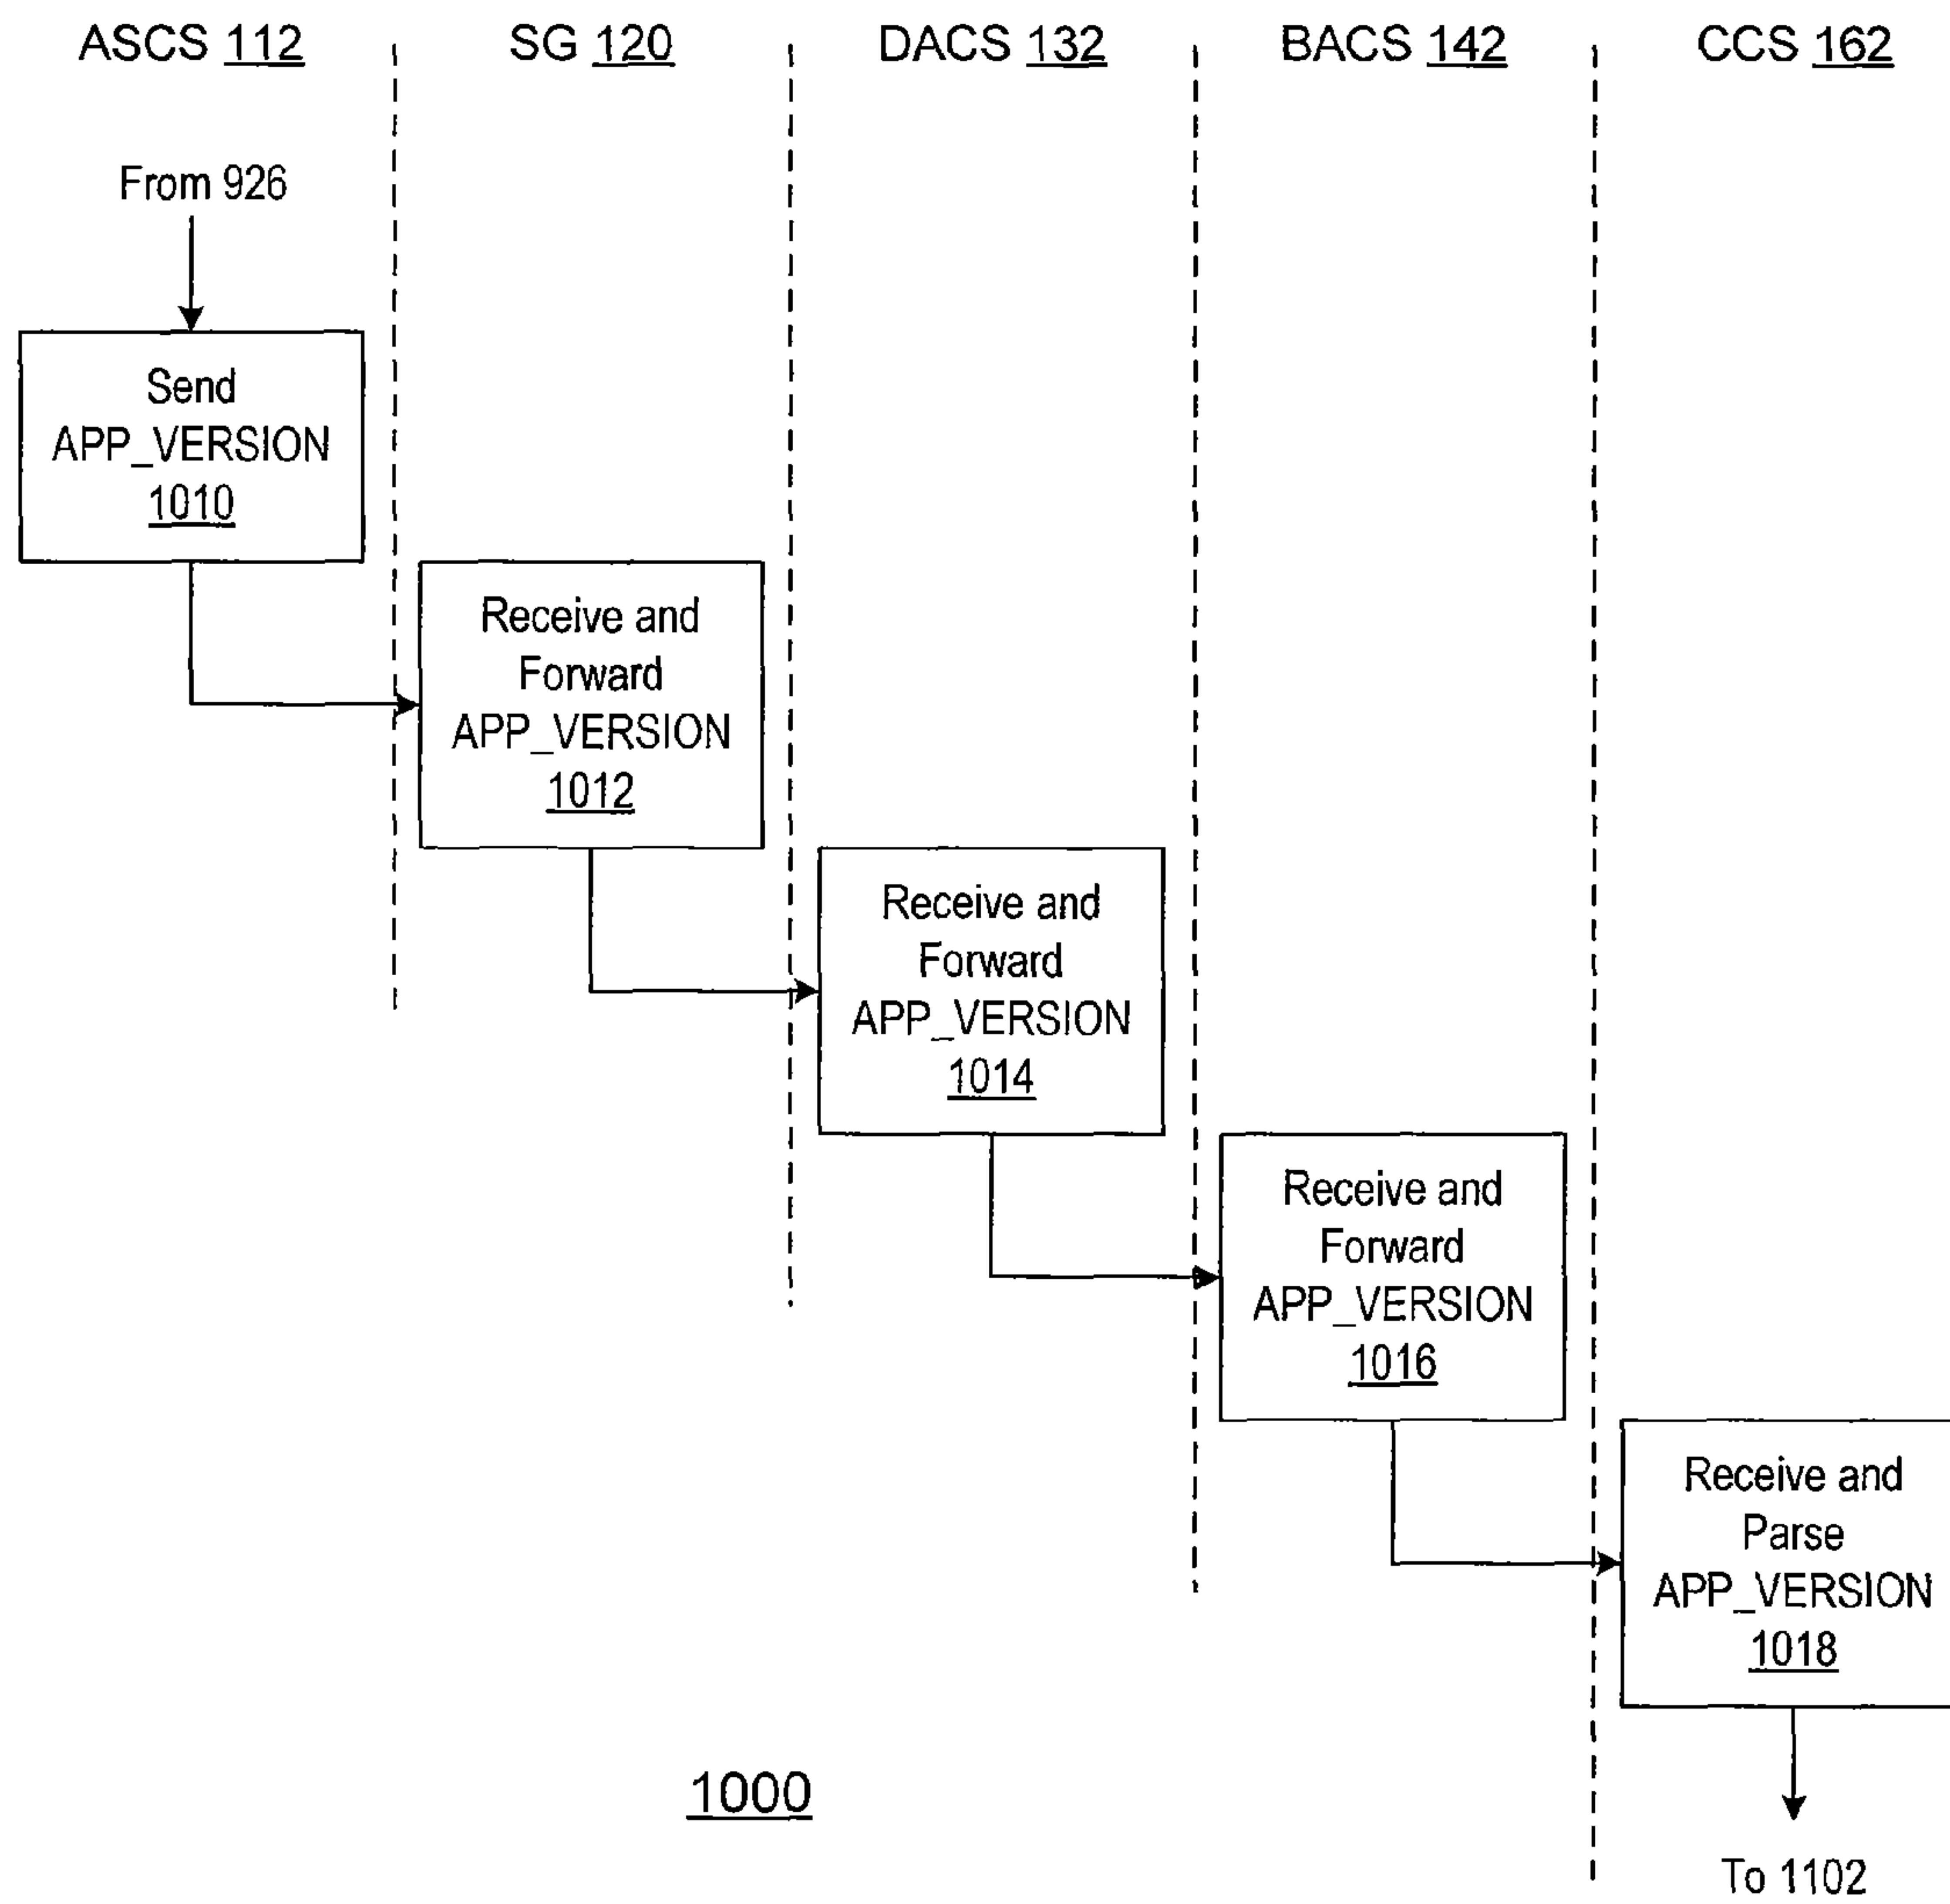 ASCS 112 SG 120 DACS 132 BACS 142 CCS 162
From 926
Send
APP_VERSION
1010
Receive and
Forward
APP_VERSION
1012
Receive and
Forward
APP_VERSION
1014
Receive and
Forward
APP_VERSION
1016
Receive and
Parse
APP_VERSION
1018
1000
To 1102